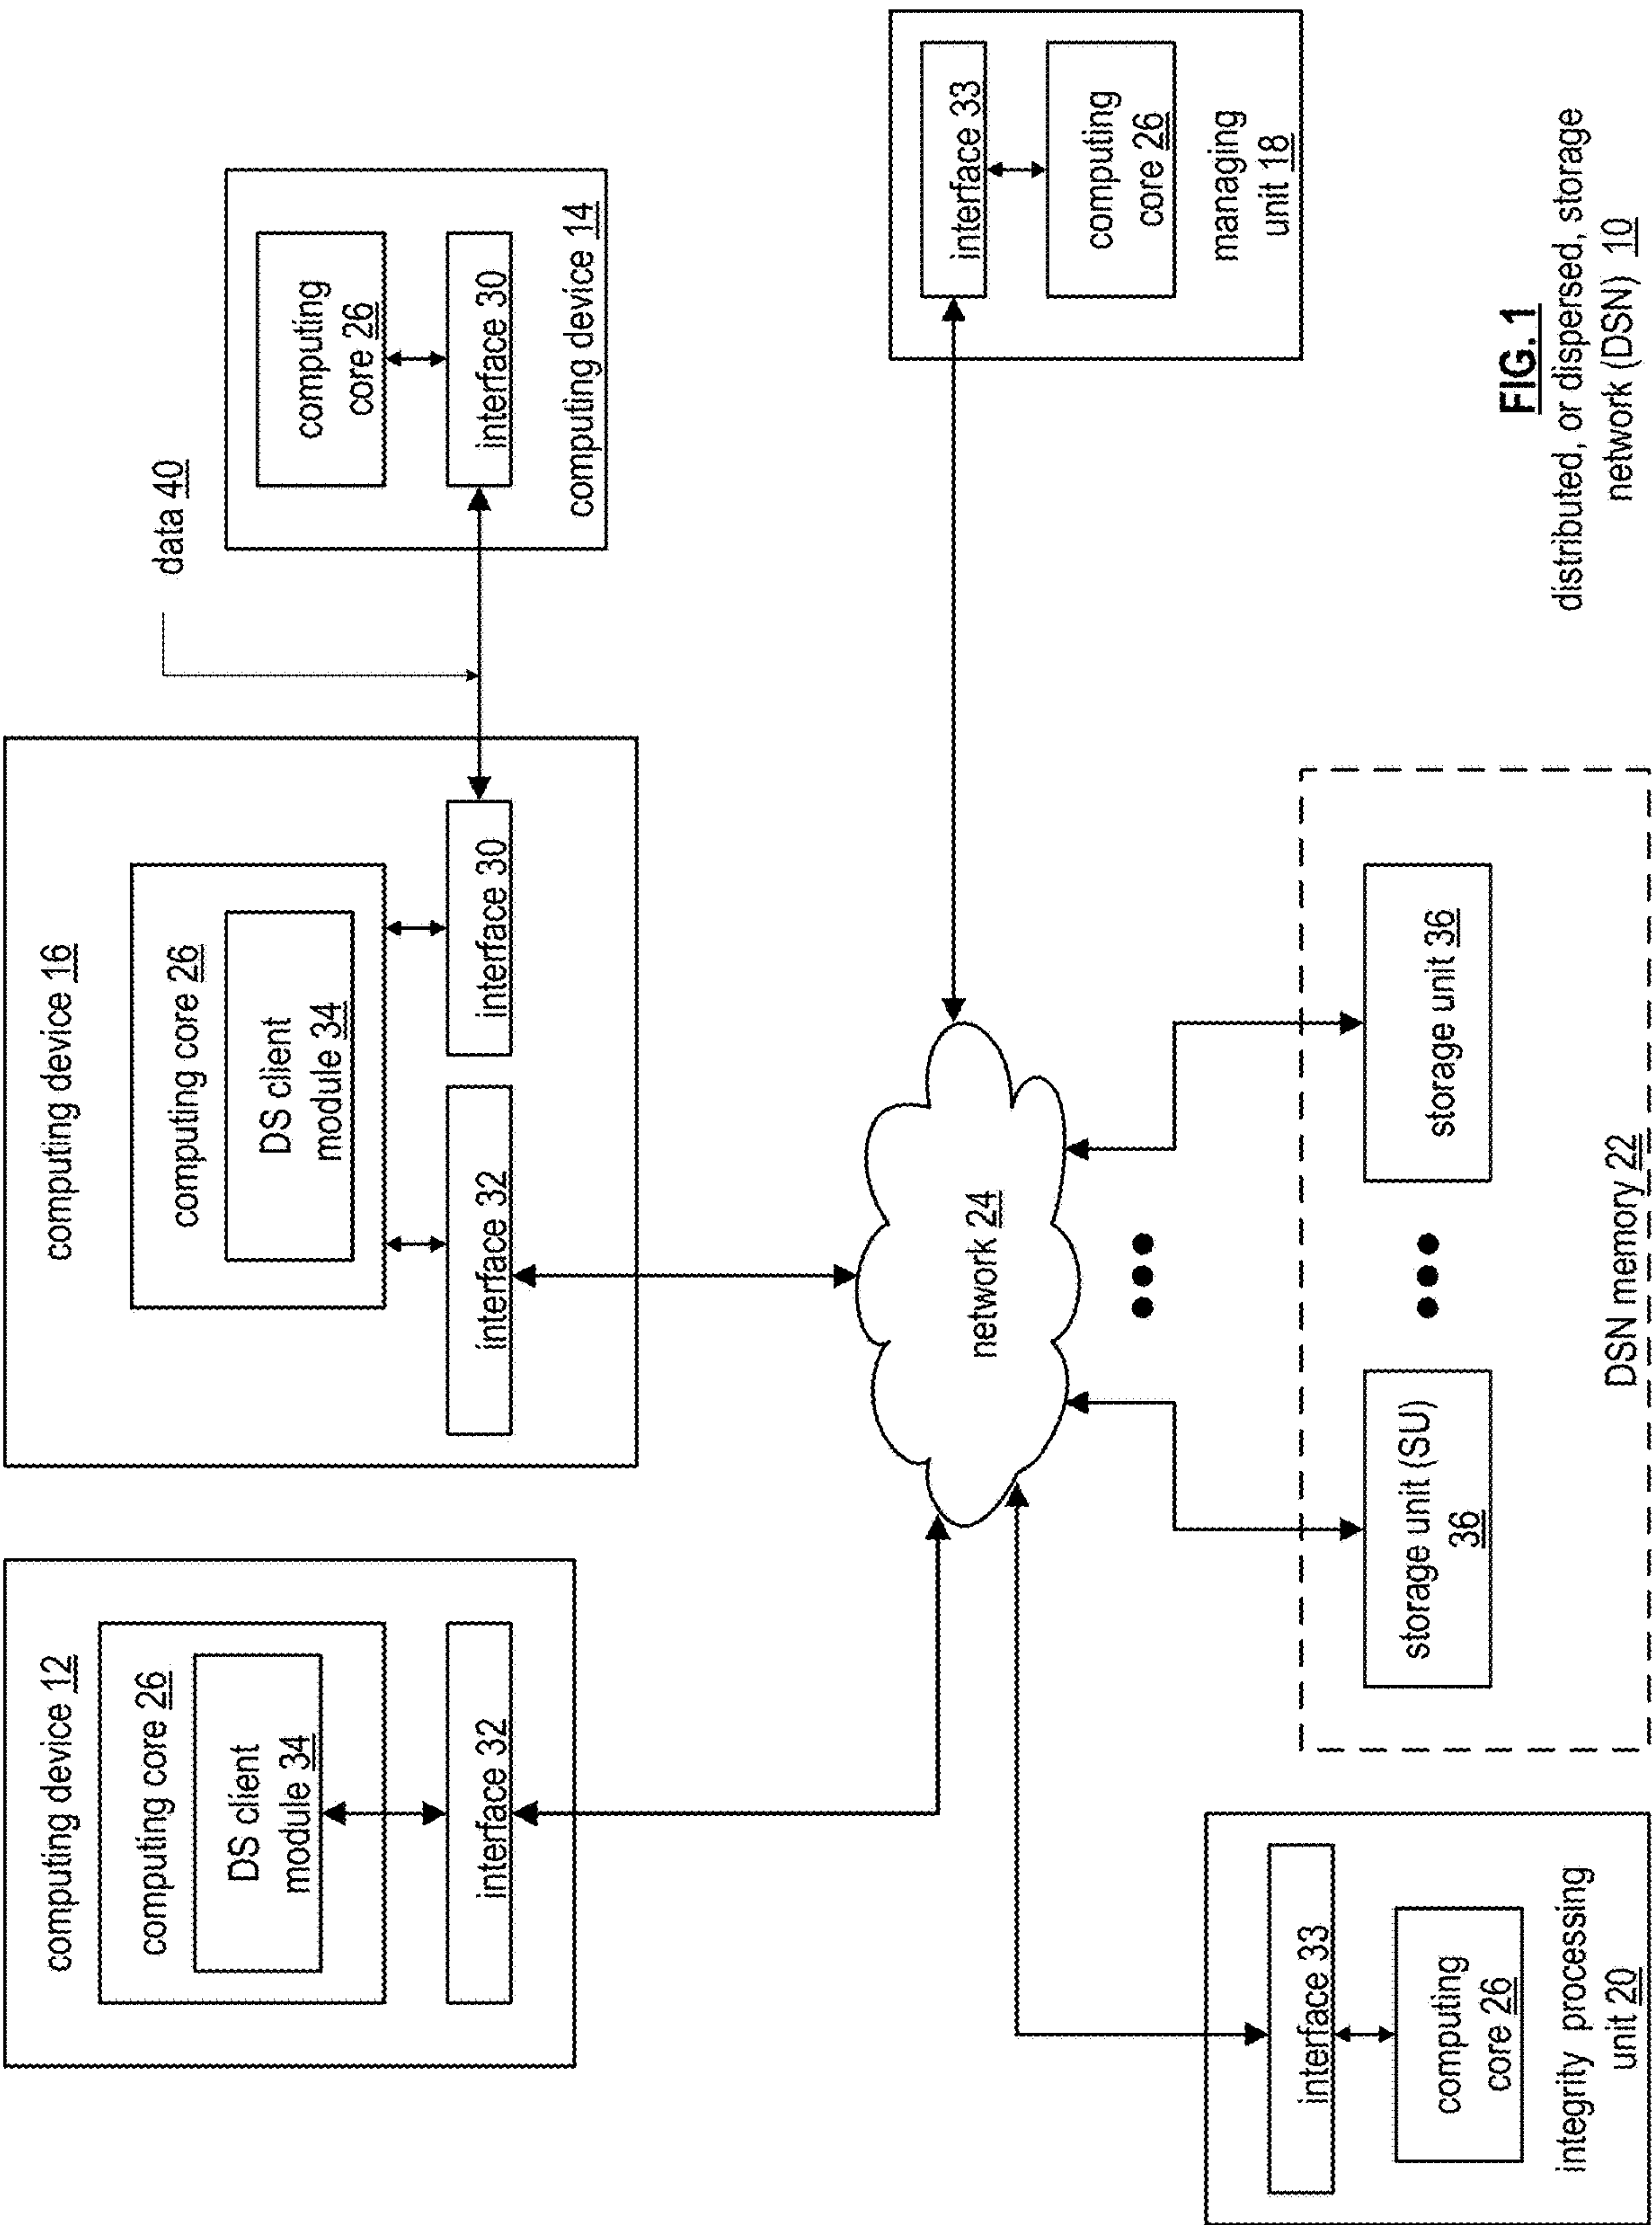 computing device 12
computing core 26
DS client
module 34
interface 32
computing device 16
computing core 26
DS client
module 34
interface 32
interface 30
data 40
computing
core 26
interface 30
computing device 14
network 24
interface 33
computing
core 26
managing
unit 18
interface 33
computing
core 26
integrity processing
unit 20
storage unit (SU)
36
storage unit 36
DSN memory 22
FIG. 1
distributed, or dispersed, storage
network (DSN) 10